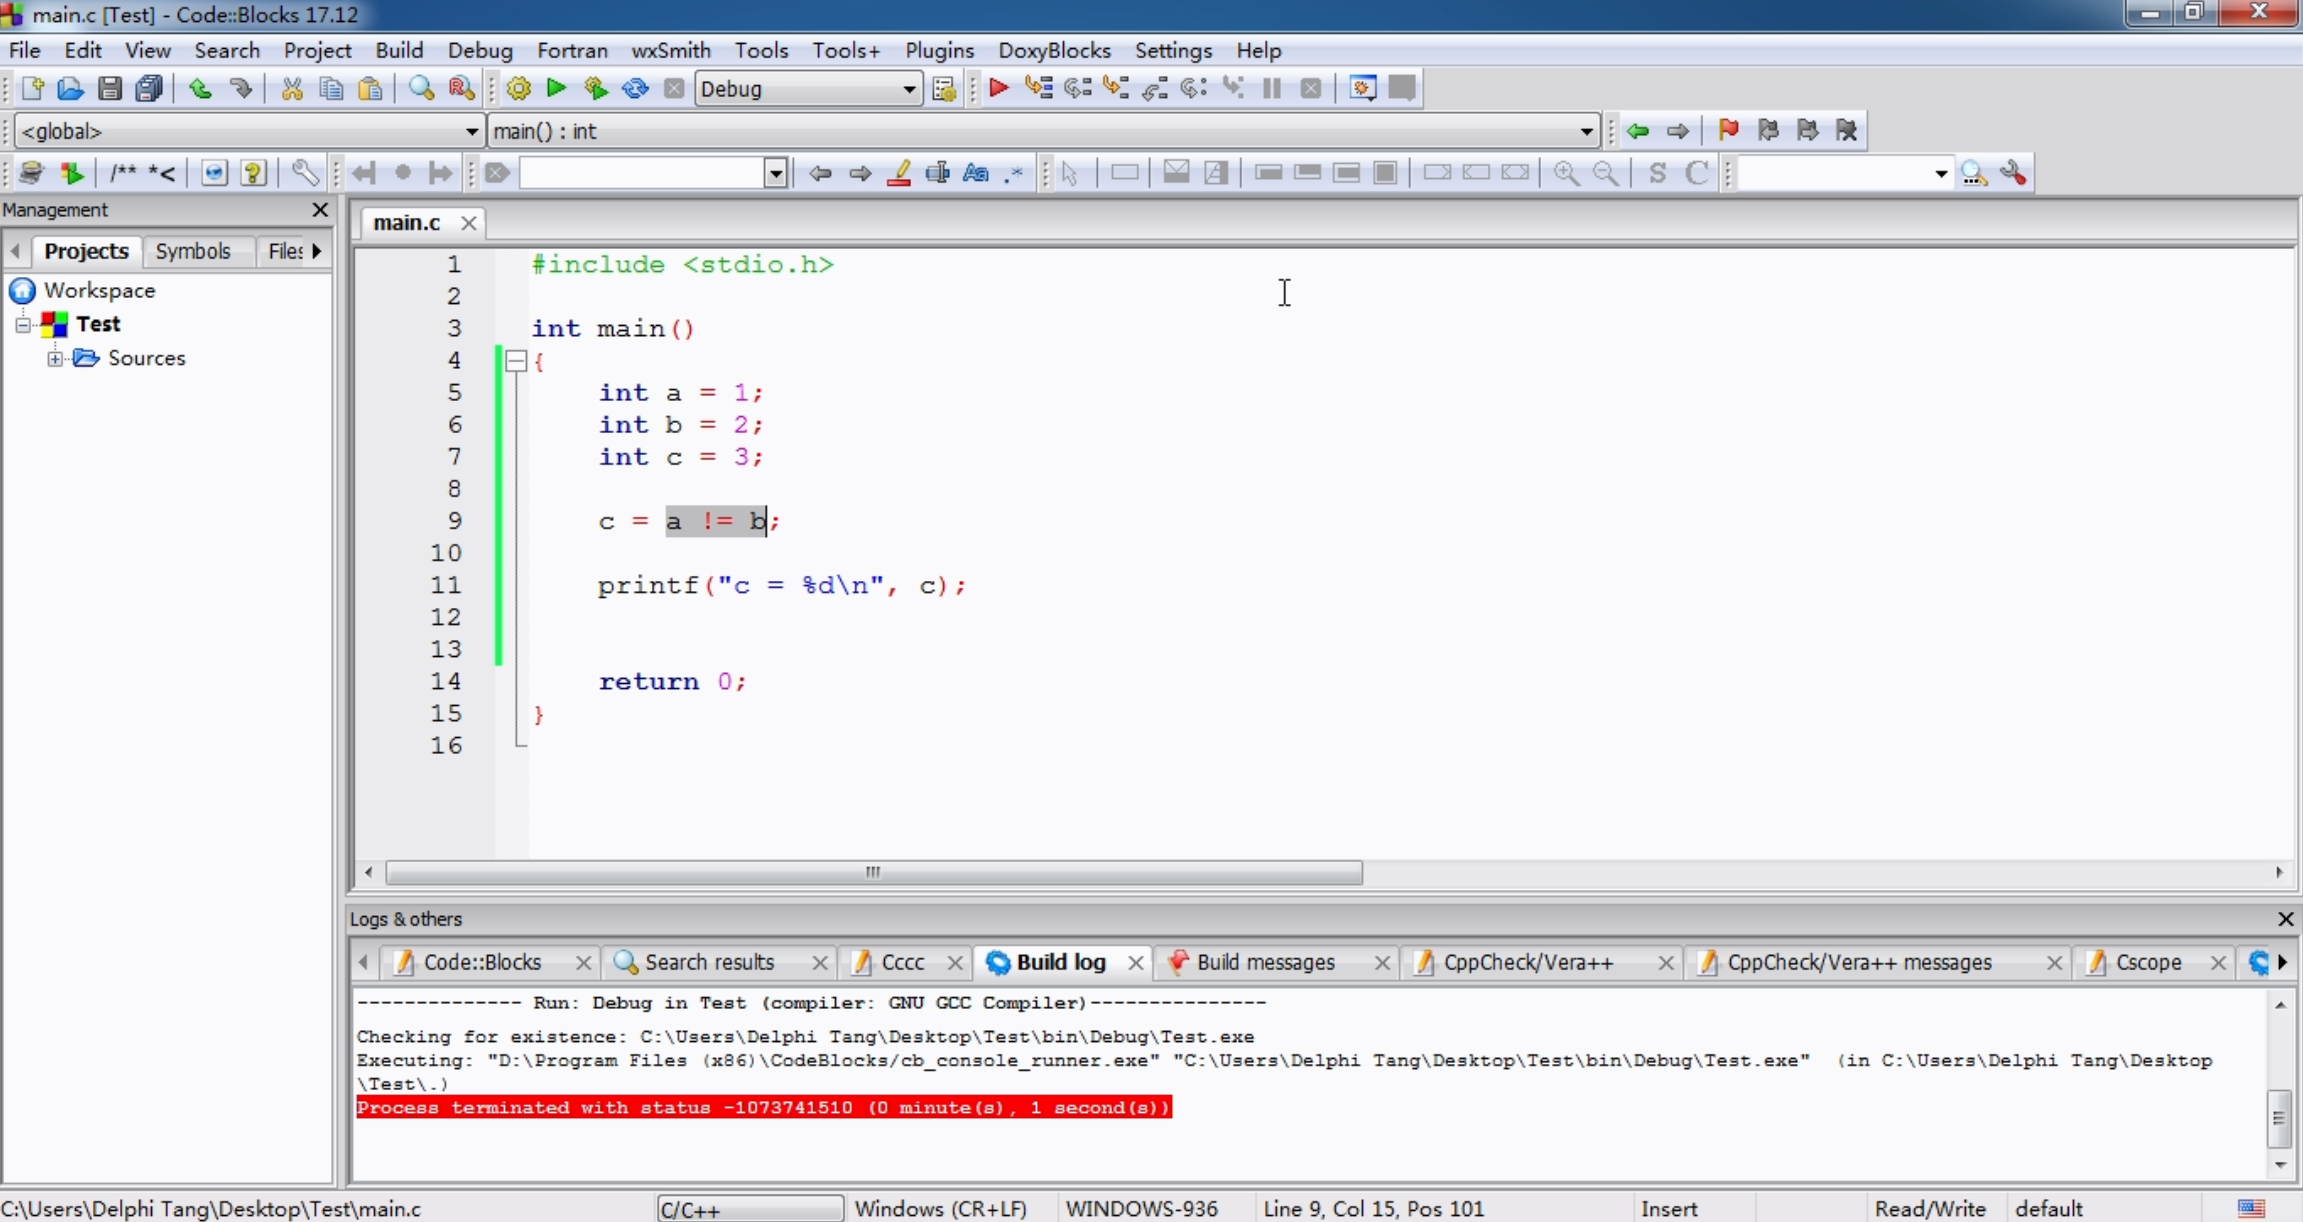 main.c [Test] - Code::Blocks 17.12
File Edit View Search Project Build Debug Fortran wxSmith Tools Tools+ Plugins DoxyBlocks Settings Help
Debug
<global> main() : int
/** *<
Aa .* S C
Management
Projects Symbols Files
Workspace
Test
Sources
main.c
1 #include <stdio.h>
2
3 int main()
4 {
5 int a = 1;
6 int b = 2;
7 int c = 3;
8
9 c = a != b;
10
11 printf("c = %d\n", c);
12
13
14 return 0;
15 }
16
Logs & others
Code::Blocks Search results Cccc Build log Build messages CppCheck/Vera++ CppCheck/Vera++ messages Cscope
-------------- Run: Debug in Test (compiler: GNU GCC Compiler)---------------
Checking for existence: C:\Users\Delphi Tang\Desktop\Test\bin\Debug\Test.exe
Executing: "D:\Program Files (x86)\CodeBlocks/cb_console_runner.exe" "C:\Users\Delphi Tang\Desktop\Test\bin\Debug\Test.exe" (in C:\Users\Delphi Tang\Desktop
\Test\.)
Process terminated with status -1073741510 (0 minute(s), 1 second(s))
C:\Users\Delphi Tang\Desktop\Test\main.c C/C++ Windows (CR+LF) WINDOWS-936 Line 9, Col 15, Pos 101 Insert Read/Write default